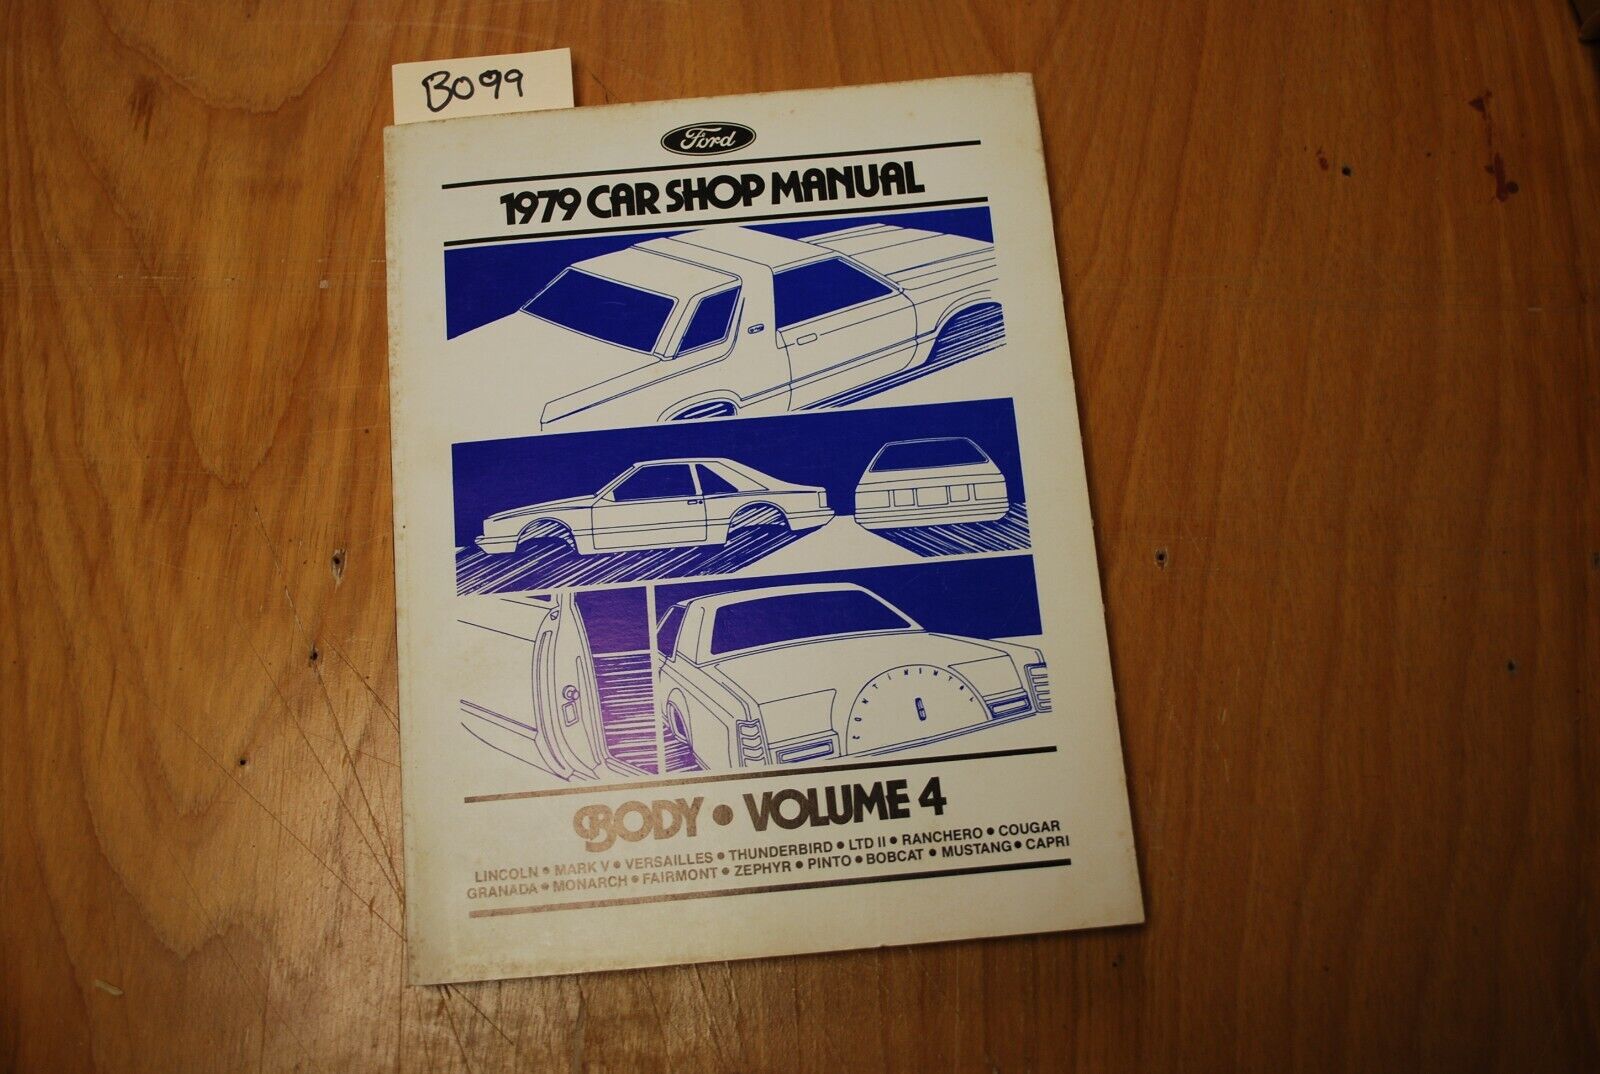 B099
Ford
1979 CAR SHOP MANUAL
CONTININTAL
BODY • VOLUME 4
LINCOLN • MARK V • VERSAILLES • THUNDERBIRD • LTD II • RANCHERO • COUGAR
GRANADA • MONARCH • FAIRMONT • ZEPHYR • PINTO • BOBCAT • MUSTANG • CAPRI